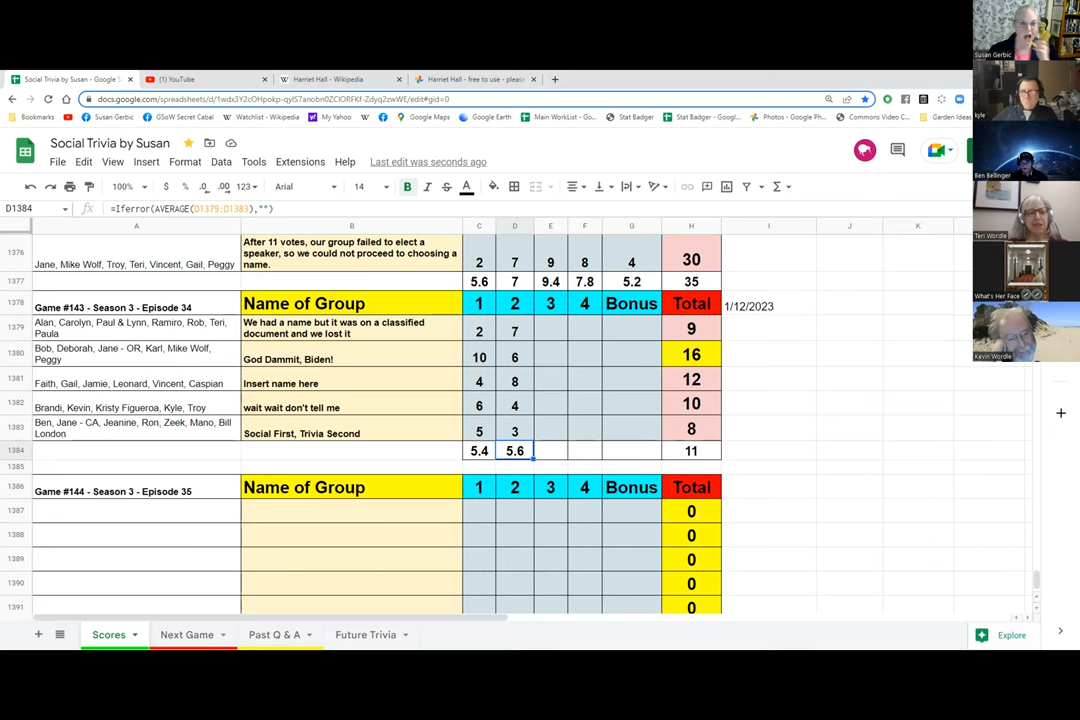 Social Trivia by Susan - Google S
(1) YouTube
Harriet Hall - Wikipedia
Harriet Hall - free to use - please
docs.google.com/spreadsheets/d/1wdx3Y2cOHpokp-qyIS7anobn0ZClORFKf-Zdyq2zwWE/edit#gid=0
Bookmarks
Susan Gerbic
GSoW Secret Cabal
Watchlist - Wikipedia
My Yahoo
Google Maps
Google Earth
Main WorkList - Go...
Stat Badger
Stat Badger - Goog...
Photos - Google Ph...
Commons Video C...
Garden Ideas
Social Trivia by Susan
File Edit View Insert Format Data Tools Extensions Help Last edit was seconds ago
100% $ % .0 .00 123 Arial 14 B I S A
D1384 fx =Iferror(AVERAGE(D1379:D1383),"")
A B C D E F G H I J K
1376 Jane, Mike Wolf, Troy, Teri, Vincent, Gail, Peggy After 11 votes, our group failed to elect a
speaker, so we could not proceed to choosing a
name. 2 7 9 8 4 30
1377 5.6 7 9.4 7.8 5.2 35
1378 Game #143 - Season 3 - Episode 34 Name of Group 1 2 3 4 Bonus Total 1/12/2023
1379 Alan, Carolyn, Paul & Lynn, Ramiro, Rob, Teri,
Paula We had a name but it was on a classified
document and we lost it 2 7 9
1380 Bob, Deborah, Jane - OR, Karl, Mike Wolf,
Peggy God Dammit, Biden! 10 6 16
1381 Faith, Gail, Jamie, Leonard, Vincent, Caspian Insert name here 4 8 12
1382 Brandi, Kevin, Kristy Figueroa, Kyle, Troy wait wait don't tell me 6 4 10
1383 Ben, Jane - CA, Jeanine, Ron, Zeek, Mano, Bill
London Social First, Trivia Second 5 3 8
1384 5.4 5.6 11
1385
1386 Game #144 - Season 3 - Episode 35 Name of Group 1 2 3 4 Bonus Total
1387 0
1388 0
1389 0
1390 0
1391 0
Scores Next Game Past Q & A Future Trivia Explore
Susan Gerbic
kyle
Ben Bellinger
Teri Wordle
What's Her Face
Kevin Wordle